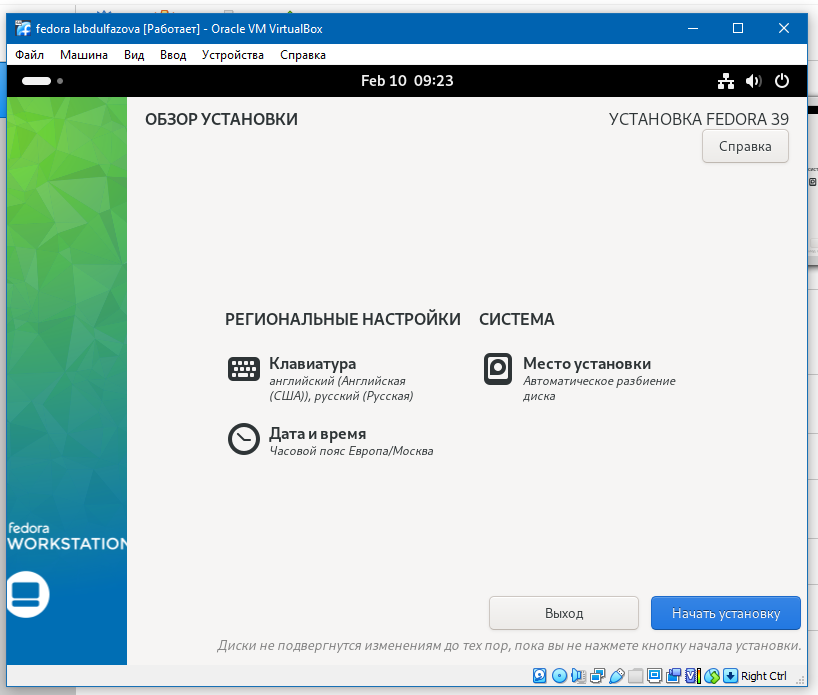 fedora labdulfazova [Работает] - Oracle VM VirtualBox
Файл Машина Вид Ввод Устройства Справка
Feb 10 09:23
ОБЗОР УСТАНОВКИ
УСТАНОВКА FEDORA 39
Справка
РЕГИОНАЛЬНЫЕ НАСТРОЙКИ
Клавиатура
английский (Английская
(США)), русский (Русская)
Дата и время
Часовой пояс Европа/Москва
СИСТЕМА
Место установки
Автоматическое разбиение
диска
fedora
WORKSTATION
Выход
Начать установку
Диски не подвергнутся изменениям до тех пор, пока вы не нажмете кнопку начала установки.
Right Ctrl